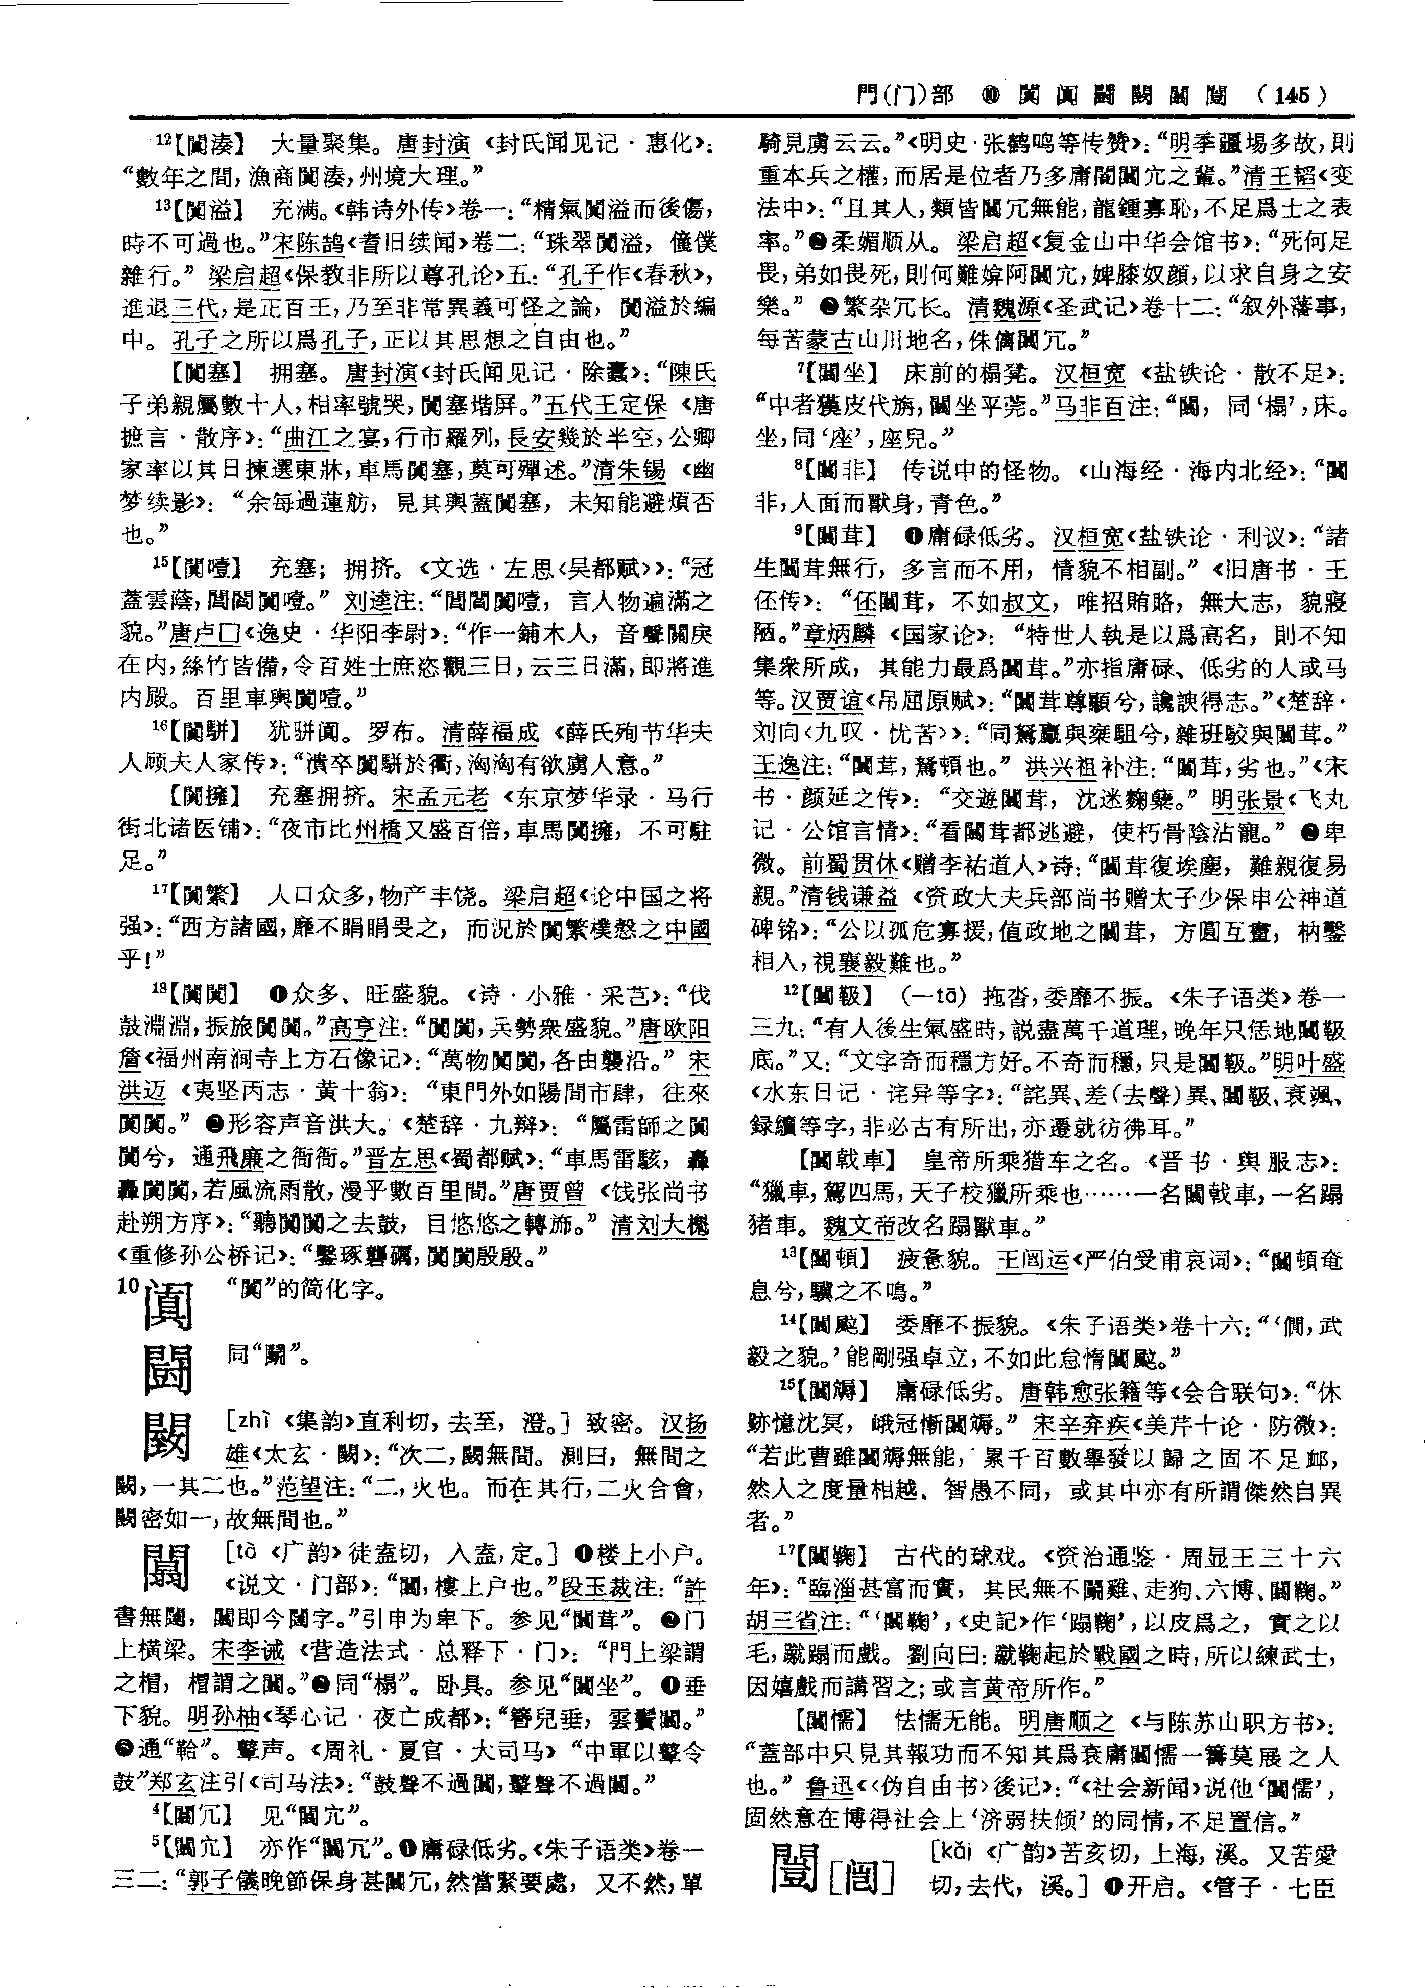 門(门)部 ⑩ 闐 阗 闘 闙 闒 闓 (145)
12【闐湊】 大量聚集。唐封演《封氏闻见记·惠化》:
“數年之間,漁商闐湊,州境大理。”
13【闐溢】 充满。《韩诗外传》卷一:“精氣闐溢而後傷,
時不可過也。”宋陈鹄《耆旧续闻》卷二:“珠翠闐溢,僮僕
雜行。”梁启超《保教非所以尊孔论》五:“孔子作《春秋》,
進退三代,是正百王,乃至非常異義可怪之論,闐溢於編
中。孔子之所以爲孔子,正以其思想之自由也。”
【闐塞】 拥塞。唐封演《封氏闻见记·除蠹》:“陳氏
子弟親屬數十人,相率號哭,闐塞堦屏。”五代王定保《唐
摭言·散序》:“曲江之宴,行市羅列,長安幾於半空,公卿
家率以其日揀選東牀,車馬闐塞,莫可殫述。”清朱锡《幽
梦续影》:“余每過蓮舫,見其輿蓋闐塞,未知能避煩否
也。”
15【闐噎】 充塞;拥挤。《文选·左思〈吴都赋〉》:“冠
蓋雲蔭,閭閻闐噎。”刘逵注:“閭閻闐噎,言人物遍滿之
貌。”唐卢囗《逸史·华阳李尉》:“作一鋪木人,音聲關戾
在内,絲竹皆備,令百姓士庶恣觀三日,云三日滿,即將進
内殿。百里車輿闐噎。”
16【闐駢】 犹骈阗。罗布。清薛福成《薛氏殉节华夫
人顾夫人家传》:“潰卒闐駢於衢,洶洶有欲虜人意。”
【闐擁】 充塞拥挤。宋孟元老《东京梦华录·马行
街北诸医铺》:“夜市比州橋又盛百倍,車馬闐擁,不可駐
足。”
17【闐繁】 人口众多,物产丰饶。梁启超《论中国之将
强》:“西方諸國,靡不睊睊畏之,而況於闐繁樸慤之中國
乎!”
18【闐闐】 ❶众多、旺盛貌。《诗·小雅·采芑》:“伐
鼓淵淵,振旅闐闐。”高亨注:“闐闐,兵勢衆盛貌。”唐欧阳
詹《福州南涧寺上方石像记》:“萬物闐闐,各由襲沿。”宋
洪迈《夷坚丙志·黄十翁》:“東門外如陽間市肆,往來
闐闐。”❷形容声音洪大。《楚辞·九辩》:“屬雷師之闐
闐兮,通飛廉之衙衙。”晋左思《蜀都赋》:“車馬雷駭,轟
轟闐闐,若風流雨散,漫乎數百里間。”唐贾曾《饯张尚书
赴朔方序》:“聽闐闐之去鼓,目悠悠之轉斾。”清刘大櫆
《重修孙公桥记》:“鑿琢礱礪,闐闐殷殷。”
10 阗 “闐”的简化字。
闘 同“鬭”。
闙 [zhì《集韵》直利切,去至,澄。] 致密。汉扬
雄《太玄·闙》:“次二,闙無間。測曰,無間之
闙,一其二也。”范望注:“二,火也。而在其行,二火合會,
闙密如一,故無間也。”
闒 [tà《广韵》徒盍切,入盍,定。] ❶楼上小户。
《说文·门部》:“闒,樓上户也。”段玉裁注:“許
書無闥,闒即今闥字。”引申为卑下。参见“闒茸”。❷门
上横梁。宋李诫《营造法式·总释下·门》:“門上梁謂
之楣,楣謂之闒。”❸同“榻”。卧具。参见“闒坐”。❹垂
下貌。明孙柚《琴心记·夜亡成都》:“簪兒垂,雲鬢闒。”
❺通“鞈”。鼙声。《周礼·夏官·大司马》“中軍以鼙令
鼓”郑玄注引《司马法》:“鼓聲不過閶,鼙聲不過闒。”
4【闒冗】 见“闒宂”。
5【闒宂】 亦作“闒冗”。❶庸碌低劣。《朱子语类》卷一
三二:“郭子儀晚節保身甚闒冗,然當緊要處,又不然,單
騎見虜云云。”《明史·张鹤鸣等传赞》:“明季疆埸多故,則
重本兵之權,而居是位者乃多庸闇闒宂之輩。”清王韬《变
法中》:“且其人,類皆闒冗無能,龍鍾寡恥,不足爲士之表
率。”❷柔媚顺从。梁启超《复金山中华会馆书》:“死何足
畏,弟如畏死,則何難媕阿闒宂,婢膝奴顔,以求自身之安
樂。”❸繁杂冗长。清魏源《圣武记》卷十二:“叙外藩事,
每苦蒙古山川地名,侏儷闒冗。”
7【闒坐】 床前的榻凳。汉桓宽《盐铁论·散不足》:
“中者獏皮代旃,闒坐平莞。”马非百注:“闒,同‘榻’,床。
坐,同‘座’,座兒。”
8【闒非】 传说中的怪物。《山海经·海内北经》:“闒
非,人面而獸身,青色。”
9【闒茸】 ❶庸碌低劣。汉桓宽《盐铁论·利议》:“諸
生闒茸無行,多言而不用,情貌不相副。”《旧唐书·王
伾传》:“伾闒茸,不如叔文,唯招賄賂,無大志,貌寢
陋。”章炳麟《国家论》:“特世人執是以爲高名,則不知
集衆所成,其能力最爲闒茸。”亦指庸碌、低劣的人或马
等。汉贾谊《吊屈原赋》:“闒茸尊顯兮,讒諛得志。”《楚辞·
刘向〈九叹·忧苦〉》:“同駑驘與椉駔兮,雜班駮與闒茸。”
王逸注:“闒茸,駑頓也。”洪兴祖补注:“闒茸,劣也。”《宋
书·颜延之传》:“交遊闒茸,沈迷麴糵。”明张景《飞丸
记·公馆言情》:“看闒茸都逃避,使朽骨陰沾寵。”❷卑
微。前蜀贯休《赠李祐道人》诗:“闒茸復埃塵,難親復易
親。”清钱谦益《资政大夫兵部尚书赠太子少保申公神道
碑铭》:“公以孤危寡援,值政地之闒茸,方圓互畫,枘鑿
相入,視襄毅難也。”
12【闒靸】 (一tā) 拖沓,委靡不振。《朱子语类》卷一
三九:“有人後生氣盛時,説盡萬千道理,晚年只恁地闒靸
底。”又:“文字奇而穩方好。不奇而穩,只是闒靸。”明叶盛
《水东日记·诧异等字》:“詫異、差(去聲)異、闒靸、衰颯、
録續等字,非必古有所出,亦遷就彷彿耳。”
【闒戟車】 皇帝所乘猎车之名。《晋书·舆服志》:
“獵車,駕四馬,天子校獵所乘也……一名闒戟車,一名蹋
猪車。魏文帝改名蹋獸車。”
13【闒頓】 疲惫貌。王闿运《严伯受甫哀词》:“闒頓奄
息兮,驥之不鳴。”
14【闒颭】 委靡不振貌。《朱子语类》卷十六:“‘僩,武
毅之貌。’能剛强卓立,不如此怠惰闒颭。”
15【闒媷】 庸碌低劣。唐韩愈张籍等《会合联句》:“休
跡憶沈冥,峨冠慚闒媷。”宋辛弃疾《美芹十论·防微》:
“若此曹雖闒媷無能,累千百數舉發以歸之固不足卹,
然人之度量相越、智愚不同,或其中亦有所謂傑然自異
者。”
17【闒鞠】 古代的球戏。《资治通鉴·周显王三十六
年》:“臨淄甚富而實,其民無不鬭雞、走狗、六博、闒鞠。”
胡三省注:“‘闒鞠’,《史記》作‘蹋鞠’,以皮爲之,實之以
毛,蹴蹋而戲。劉向曰:蹴鞠起於戰國之時,所以練武士,
因嬉戲而講習之;或言黄帝所作。”
【闒懦】 怯懦无能。明唐顺之《与陈苏山职方书》:
“蓋部中只見其報功而不知其爲衰庸闒懦一籌莫展之人
也。”鲁迅《〈伪自由书〉後记》:“《社会新闻》说他‘闒儒’,
固然意在博得社会上‘济弱扶倾’的同情,不足置信。”
闓[闿] [kǎi《广韵》苦亥切,上海,溪。又苦愛
切,去代,溪。] ❶开启。《管子·七臣